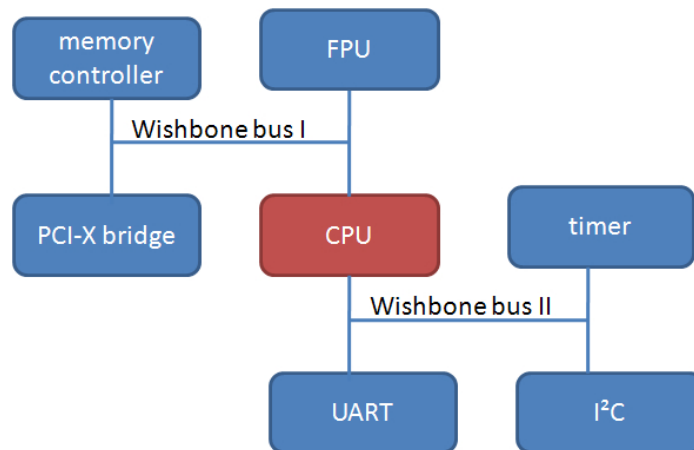 memory
controller
FPU
Wishbone bus I
PCI-X bridge
CPU
timer
Wishbone bus II
UART
I²C